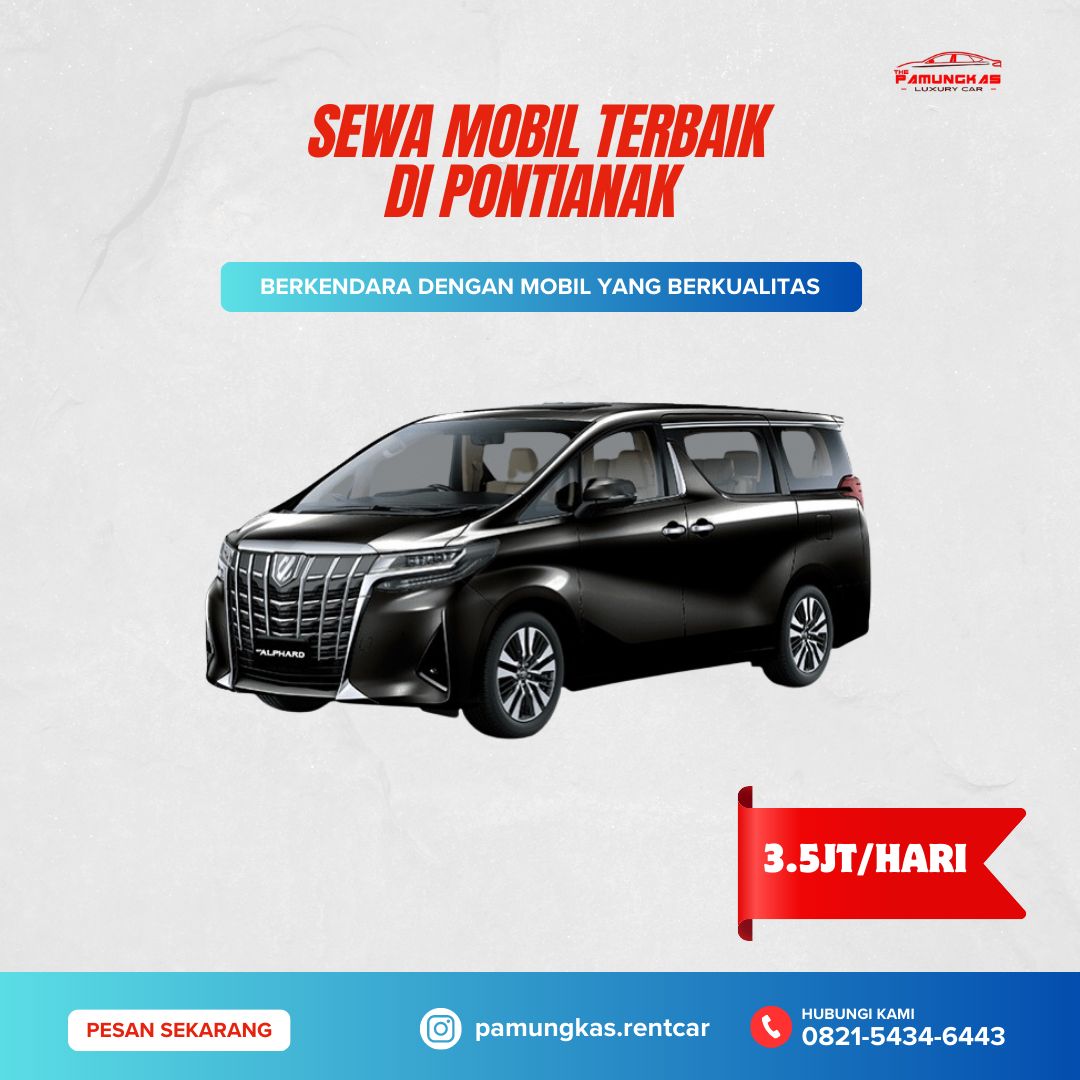 THE
PAMUNGKAS
- LUXURY CAR -
SEWA MOBIL TERBAIK
DI PONTIANAK
BERKENDARA DENGAN MOBIL YANG BERKUALITAS
ALPHARD
3.5JT/HARI
PESAN SEKARANG
pamungkas.rentcar
HUBUNGI KAMI
0821-5434-6443